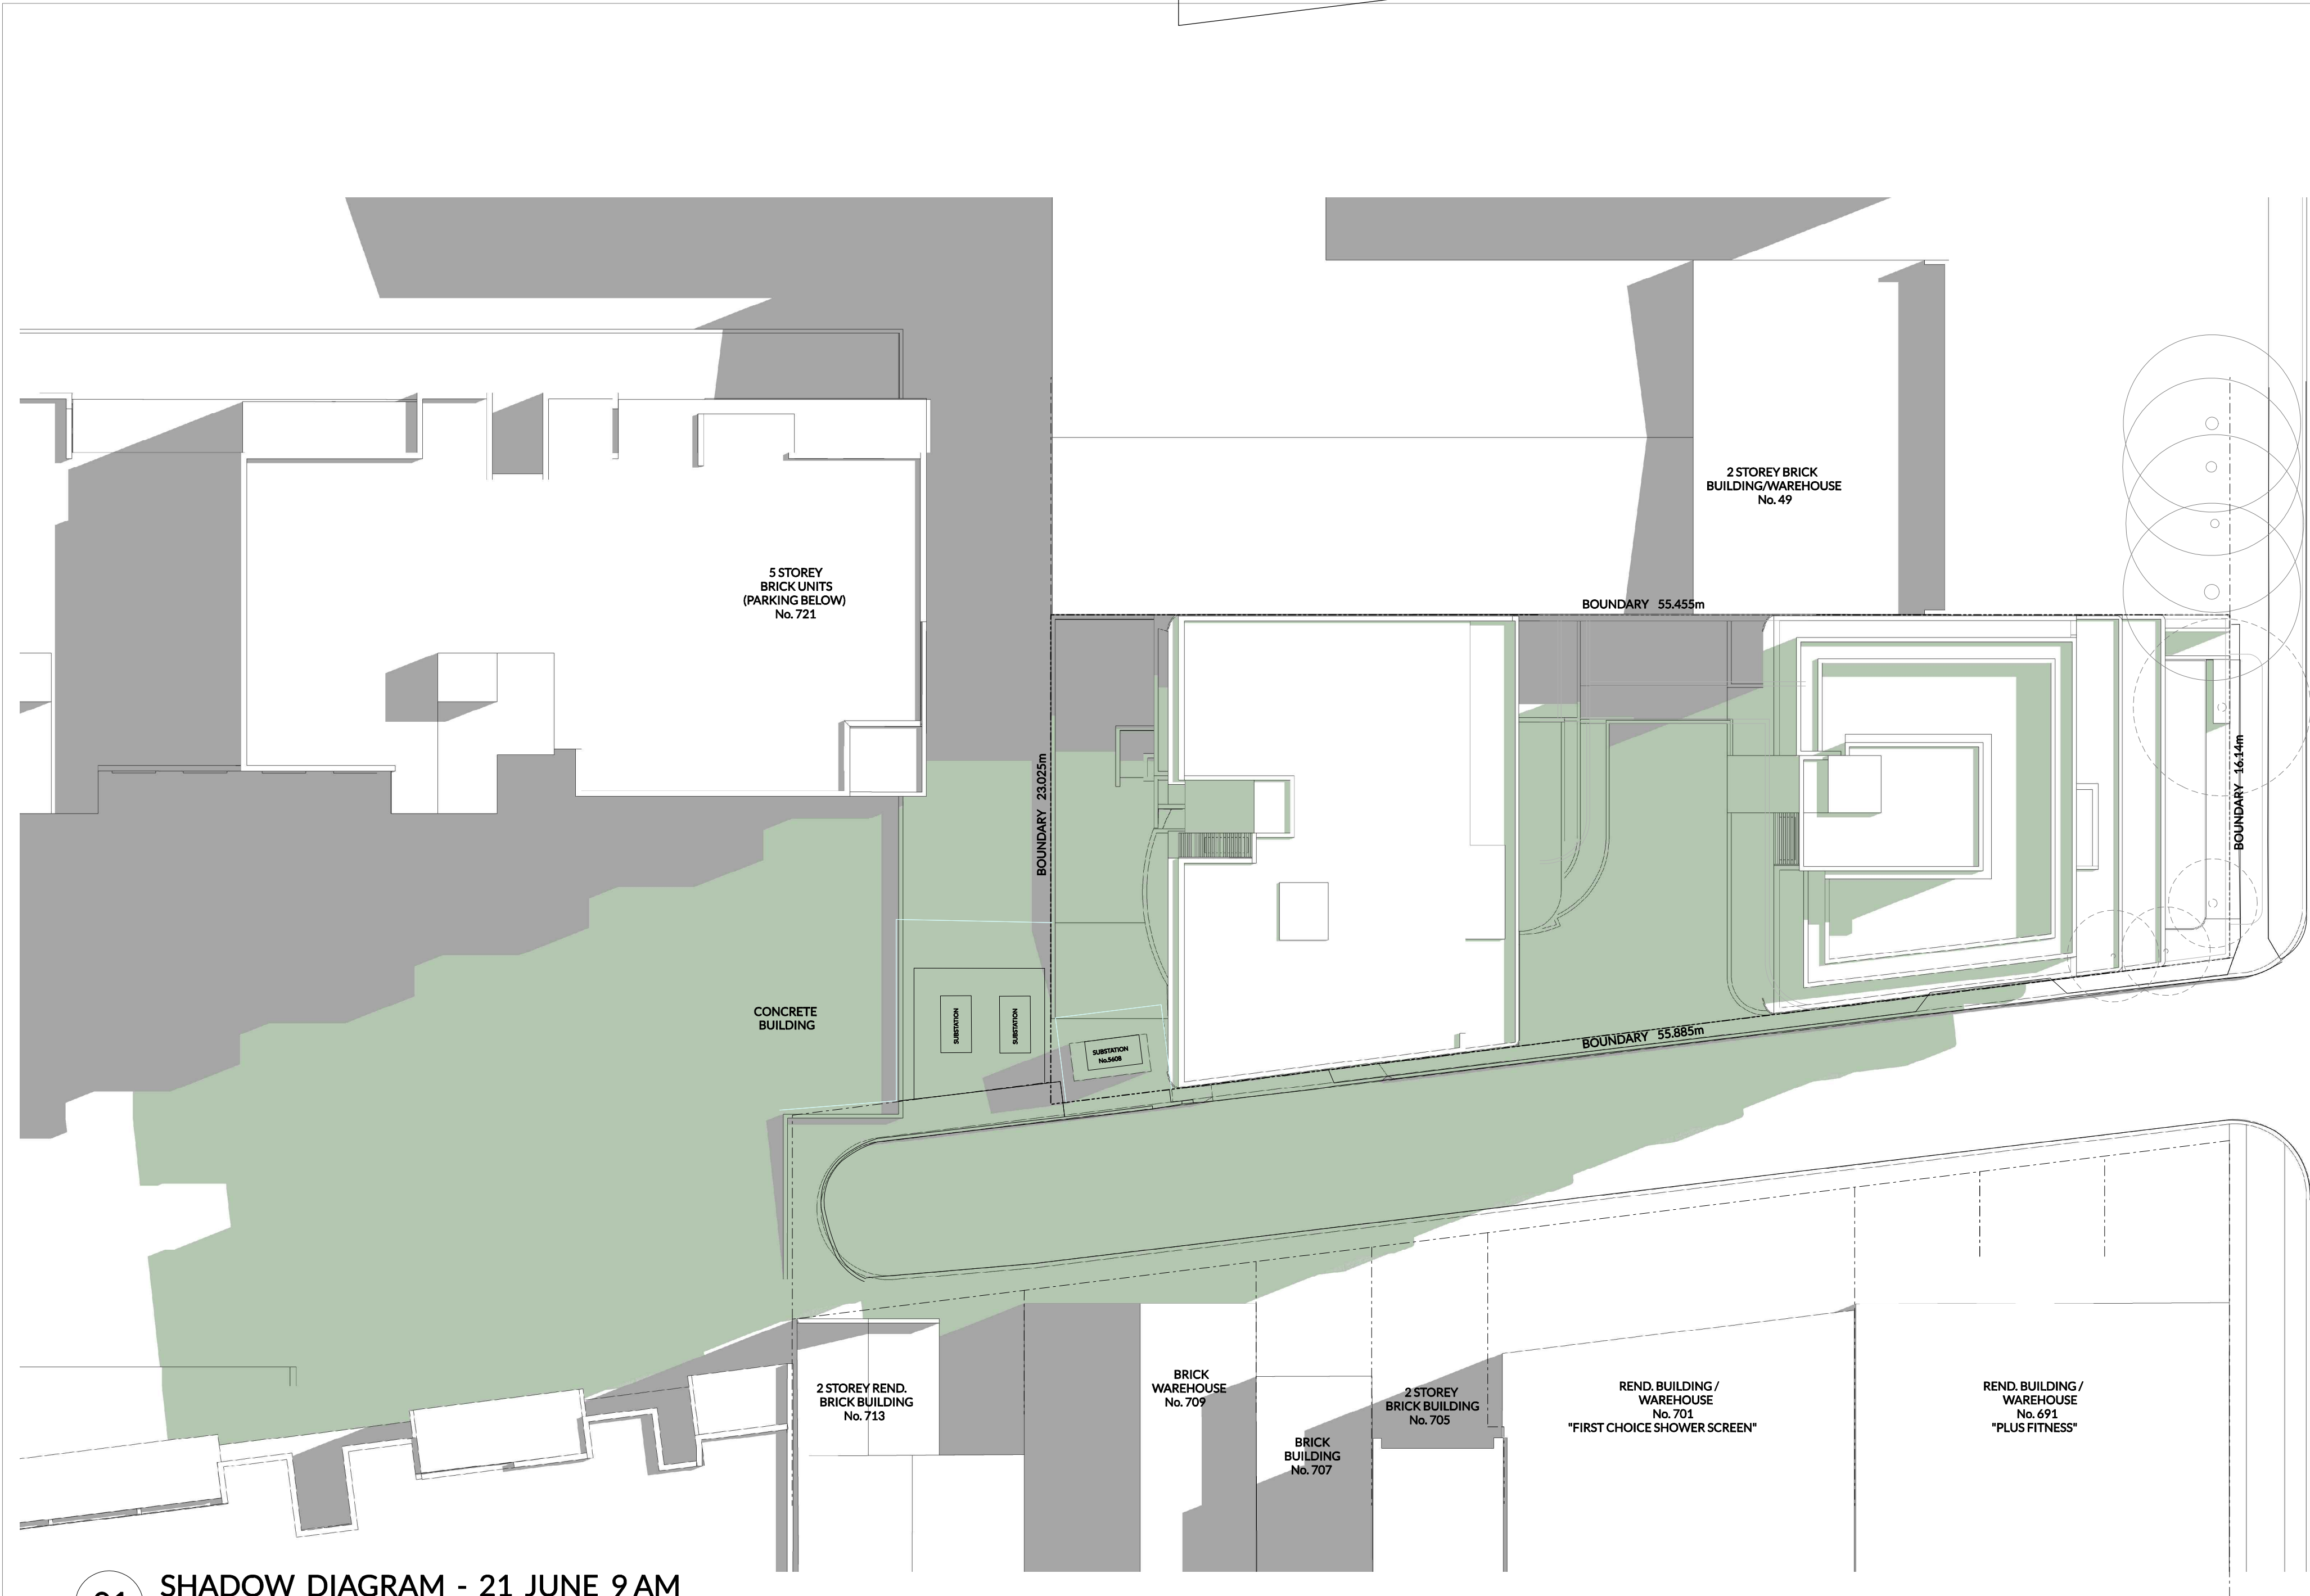 2 STOREY BRICK
BUILDING/WAREHOUSE
No. 49
5 STOREY
BRICK UNITS
(PARKING BELOW)
No. 721
BOUNDARY 55.455m
BOUNDARY 23.025m
BOUNDARY 16.14m
CONCRETE
BUILDING
SUBSTATION
SUBSTATION
SUBSTATION
No.5608
BOUNDARY 55.885m
2 STOREY REND.
BRICK BUILDING
No. 713
BRICK
WAREHOUSE
No. 709
BRICK
BUILDING
No. 707
2 STOREY
BRICK BUILDING
No. 705
REND. BUILDING /
WAREHOUSE
No. 701
"FIRST CHOICE SHOWER SCREEN"
REND. BUILDING /
WAREHOUSE
No. 691
"PLUS FITNESS"
SHADOW DIAGRAM - 21 JUNE 9 AM